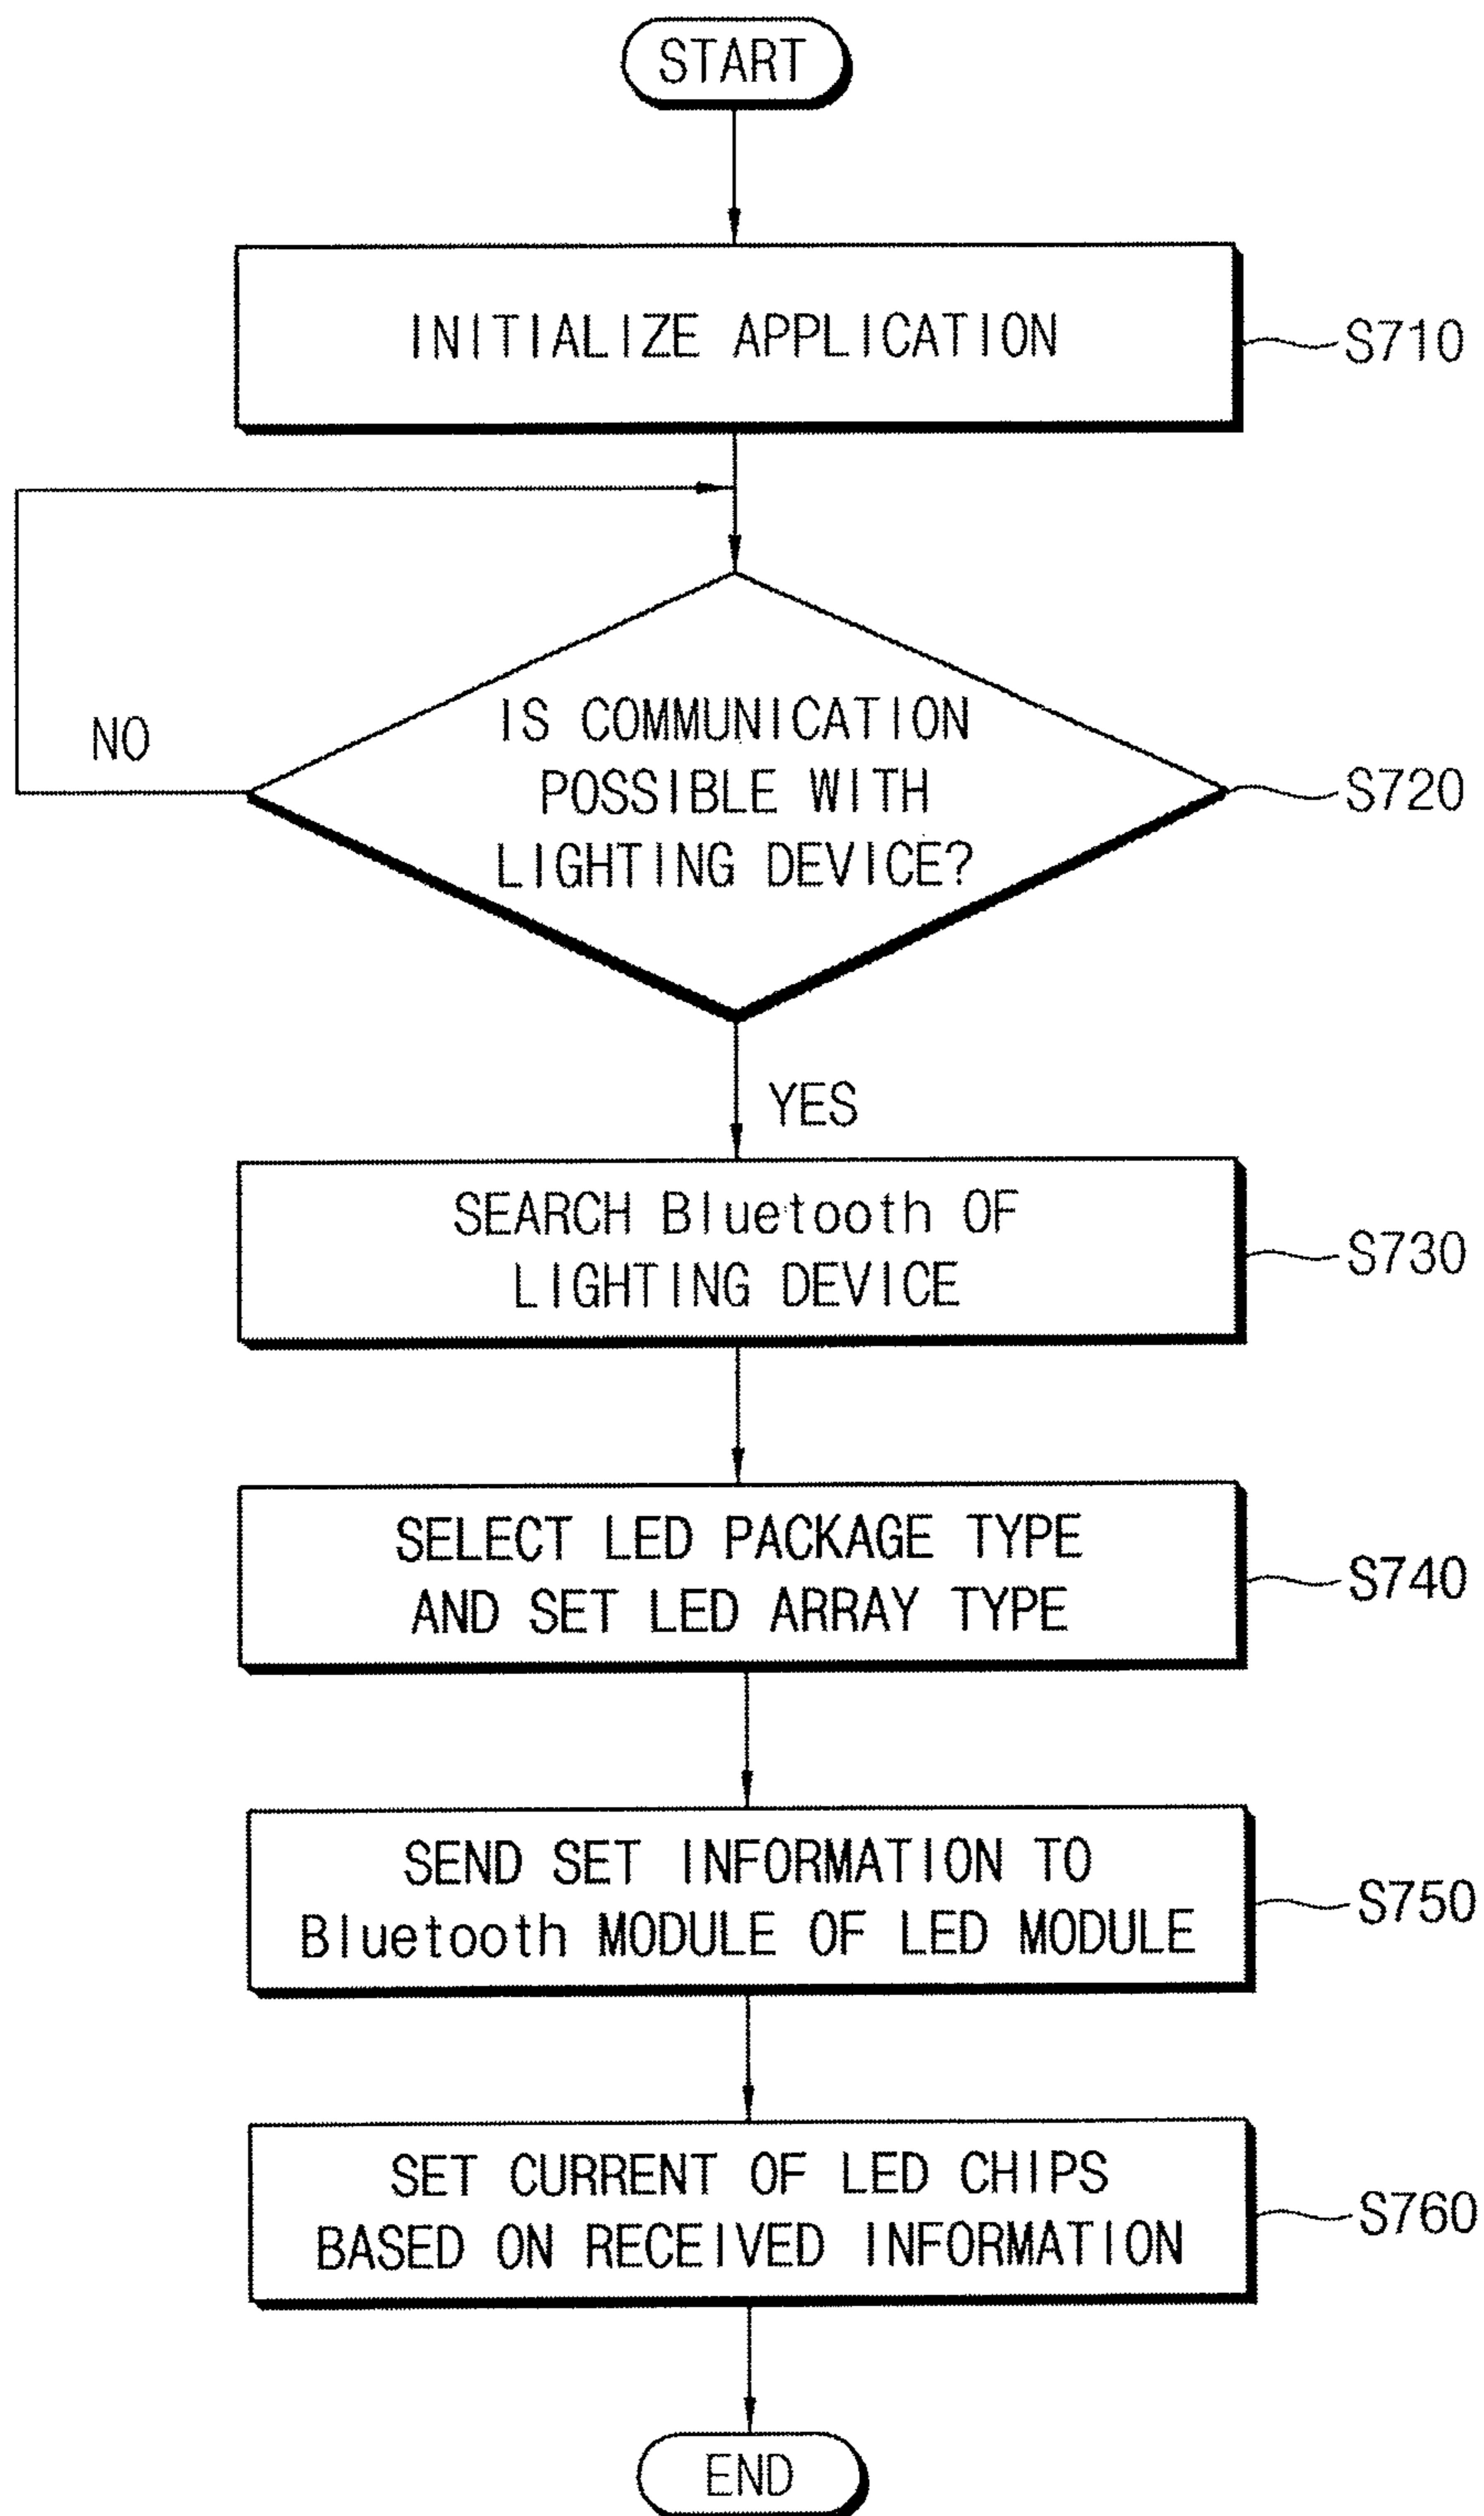 START
INITIALIZE APPLICATION
S710
NO
IS COMMUNICATION
POSSIBLE WITH
LIGHTING DEVICE?
S720
YES
SEARCH Bluetooth OF
LIGHTING DEVICE
S730
SELECT LED PACKAGE TYPE
AND SET LED ARRAY TYPE
S740
SEND SET INFORMATION TO
Bluetooth MODULE OF LED MODULE
S750
SET CURRENT OF LED CHIPS
BASED ON RECEIVED INFORMATION
S760
END